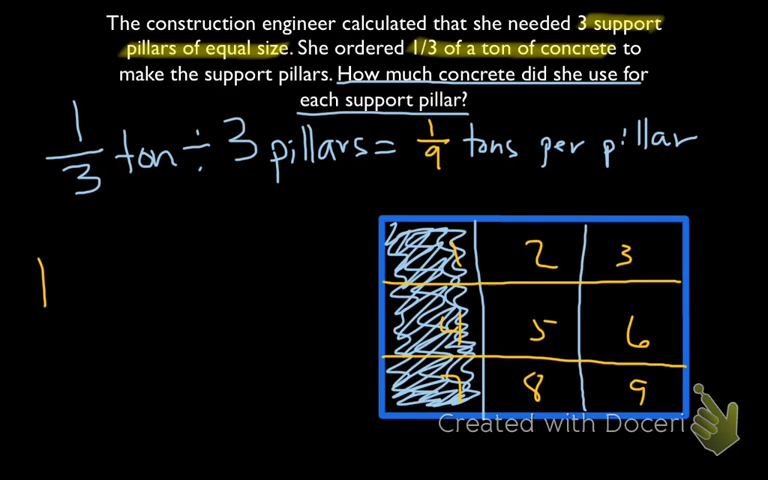 The construction engineer calculated that she needed 3 support
pillars of equal size. She ordered 1/3 of a ton of concrete to
make the support pillars. How much concrete did she use for
each support pillar?
1/3 ton ÷ 3 pillars = 1/9 tons per pillar
1 2 3
1
4 5 6
7 8 9
Created with Doceri